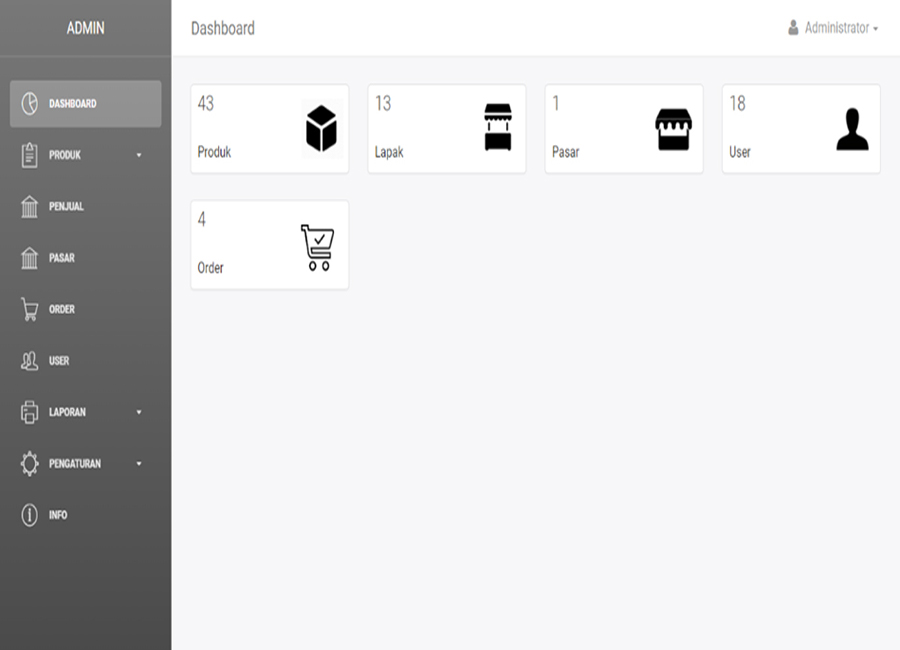 ADMIN
Dashboard
Administrator
DASHBOARD
PRODUK
PENJUAL
PASAR
ORDER
USER
LAPORAN
PENGATURAN
INFO
43
Produk
13
Lapak
1
Pasar
18
User
4
Order